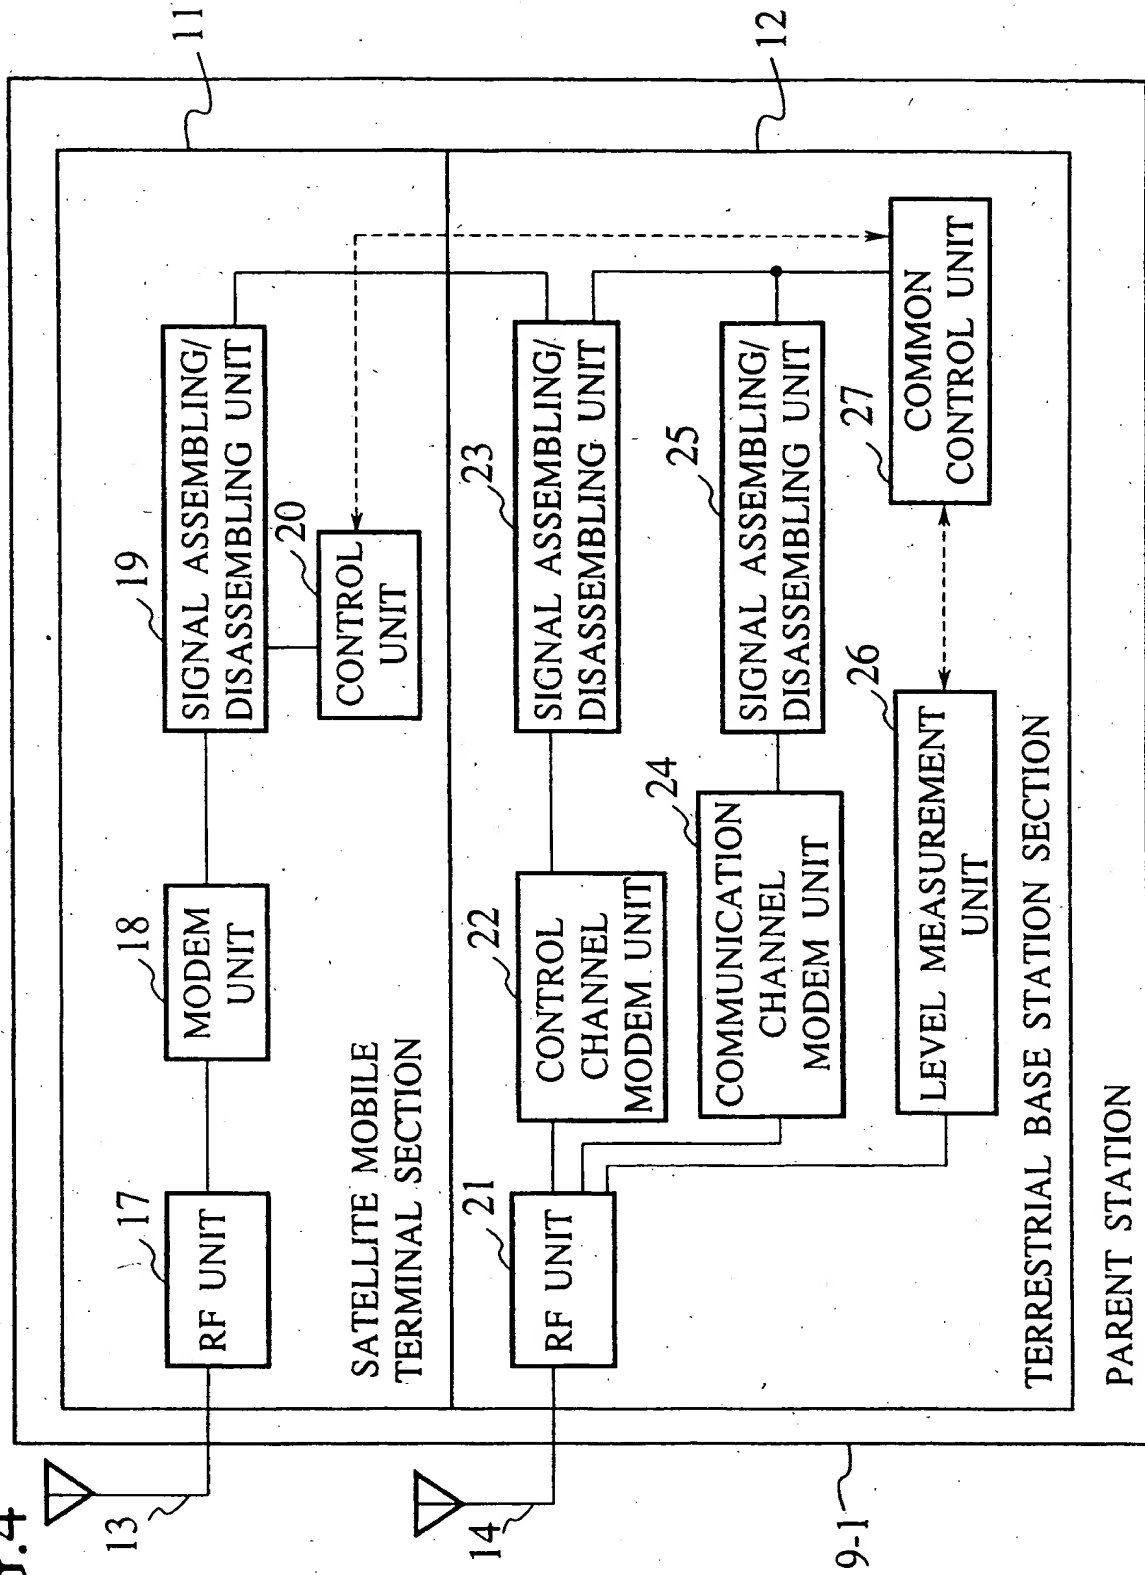 .4
11
12
13
14
9-1
17
RF UNIT
18
MODEM
UNIT
19
SIGNAL ASSEMBLING/
DISASSEMBLING UNIT
20
CONTROL
UNIT
SATELLITE MOBILE
TERMINAL SECTION
21
RF UNIT
22
CONTROL
CHANNEL
MODEM UNIT
23
SIGNAL ASSEMBLING/
DISASSEMBLING UNIT
24
COMMUNICATION
CHANNEL
MODEM UNIT
25
SIGNAL ASSEMBLING/
DISASSEMBLING UNIT
26
LEVEL MEASUREMENT
UNIT
27
COMMON
CONTROL UNIT
TERRESTRIAL BASE STATION SECTION
PARENT STATION